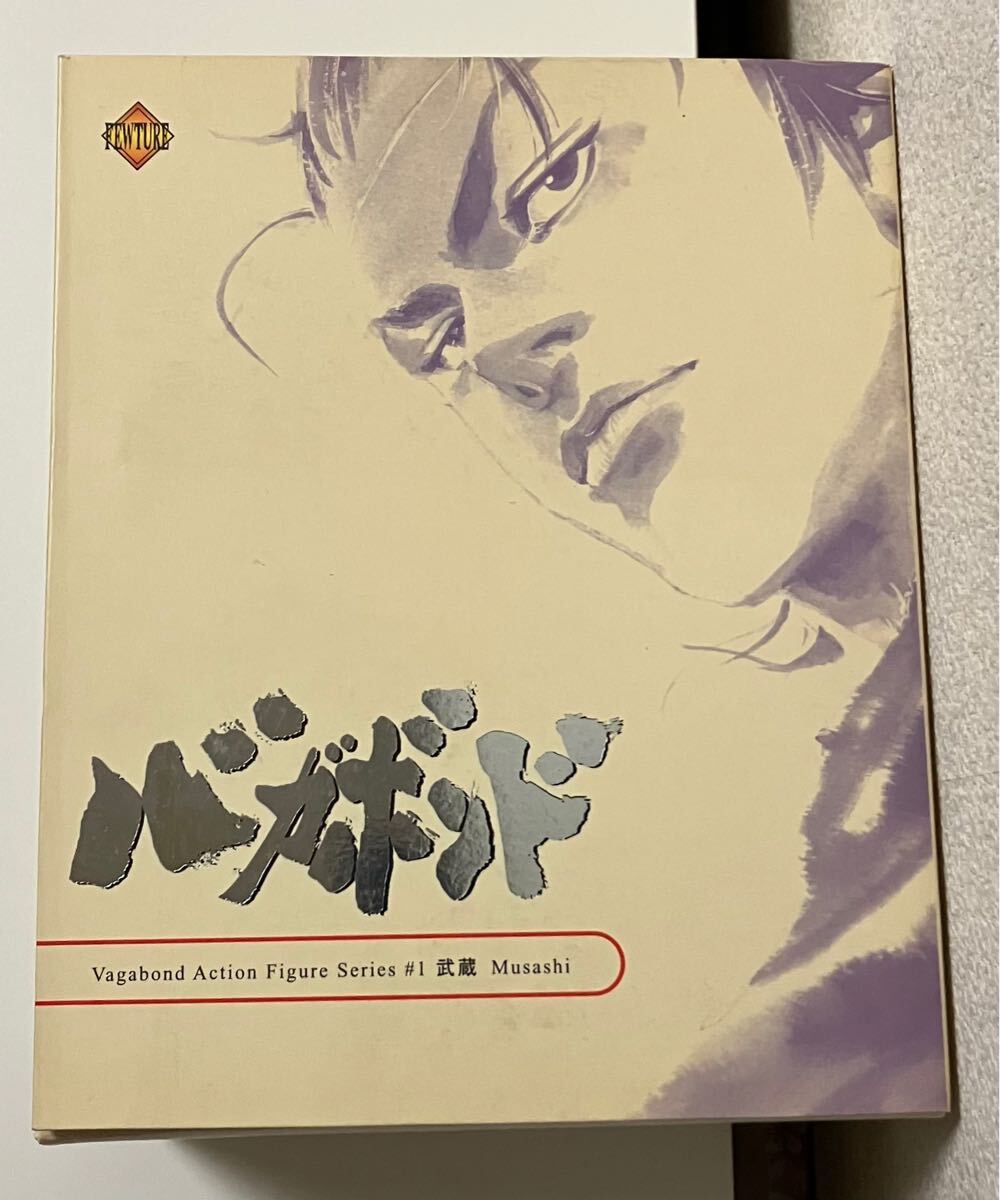 FEWTURE
バガボンド
Vagabond Action Figure Series #1 武蔵 Musashi